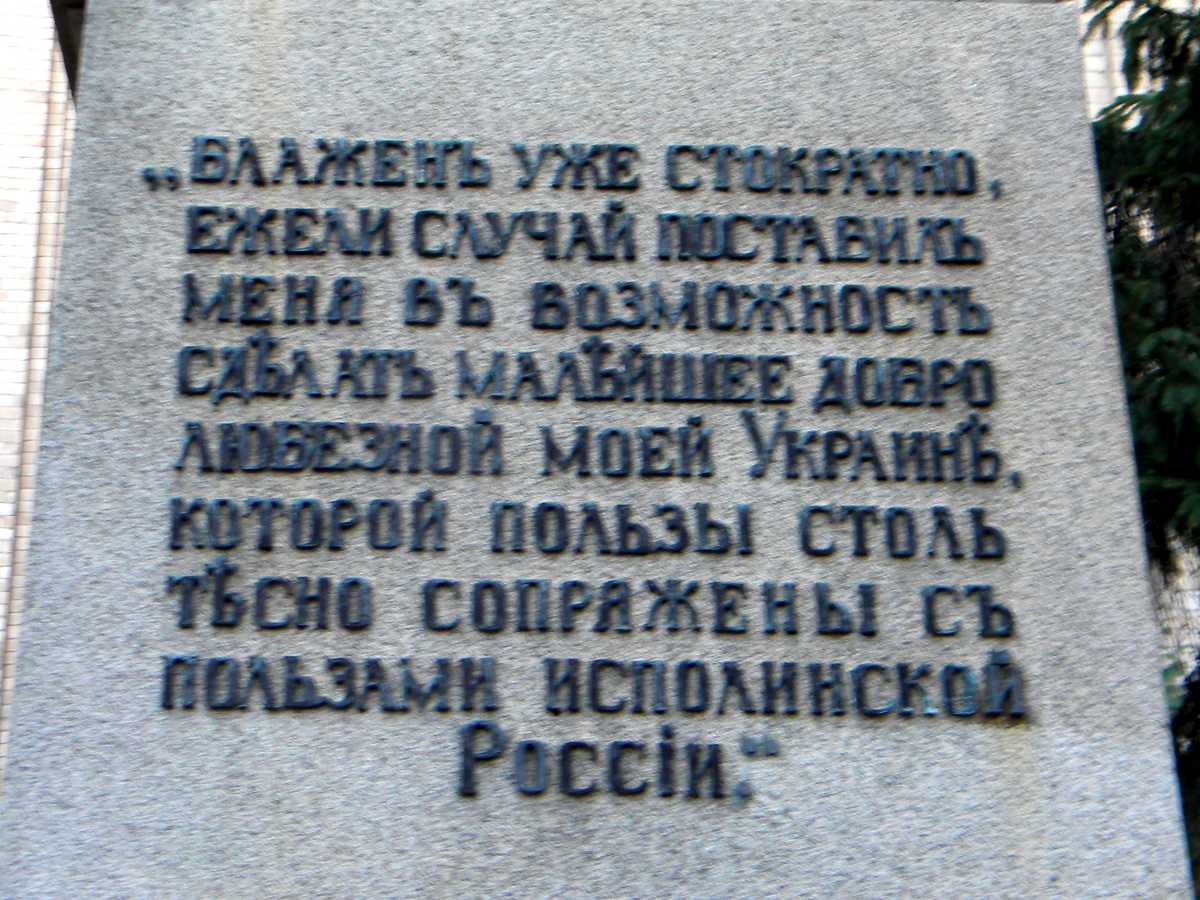 „Блаженъ уже стократно,
ежели случай поставилъ
меня въ возможность
сдѣлать малѣйшее добро
любезной моей Украинѣ,
которой пользы столь
тѣсно сопряжены съ
пользами исполинской
Россіи.“